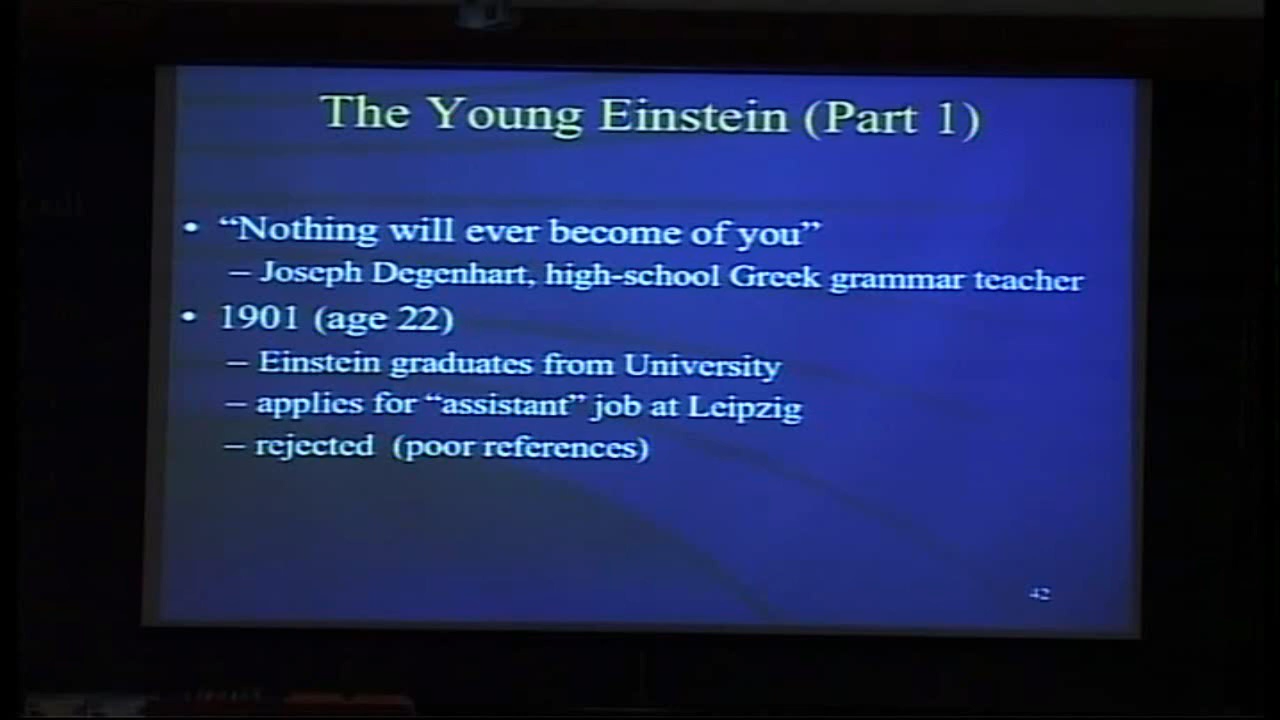 The Young Einstein (Part 1)
• “Nothing will ever become of you”
– Joseph Degenhart, high-school Greek grammar teacher
• 1901 (age 22)
– Einstein graduates from University
– applies for “assistant” job at Leipzig
– rejected (poor references)
42